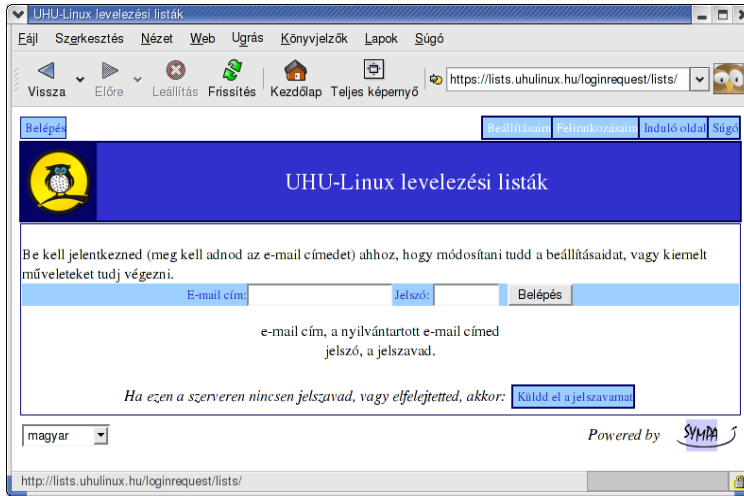 UHU-Linux levelezési listák
Fájl Szerkesztés Nézet Web Ugrás Könyvjelzők Lapok Súgó
Vissza Előre Leállítás Frissítés Kezdőlap Teljes képernyő https://lists.uhulinux.hu/loginrequest/lists/
Belépés Beállításaim Feliratkozásaim Induló oldal Súgó
UHU-Linux levelezési listák
Be kell jelentkezned (meg kell adnod az e-mail címedet) ahhoz, hogy módosítani tudd a beállításaidat, vagy kiemelt
műveleteket tudj végezni.
E-mail cím: Jelszó: Belépés
e-mail cím, a nyilvántartott e-mail címed
jelszó, a jelszavad.
Ha ezen a szerveren nincsen jelszavad, vagy elfelejtetted, akkor: Küldd el a jelszavamat
magyar Powered by SYMPA
http://lists.uhulinux.hu/loginrequest/lists/